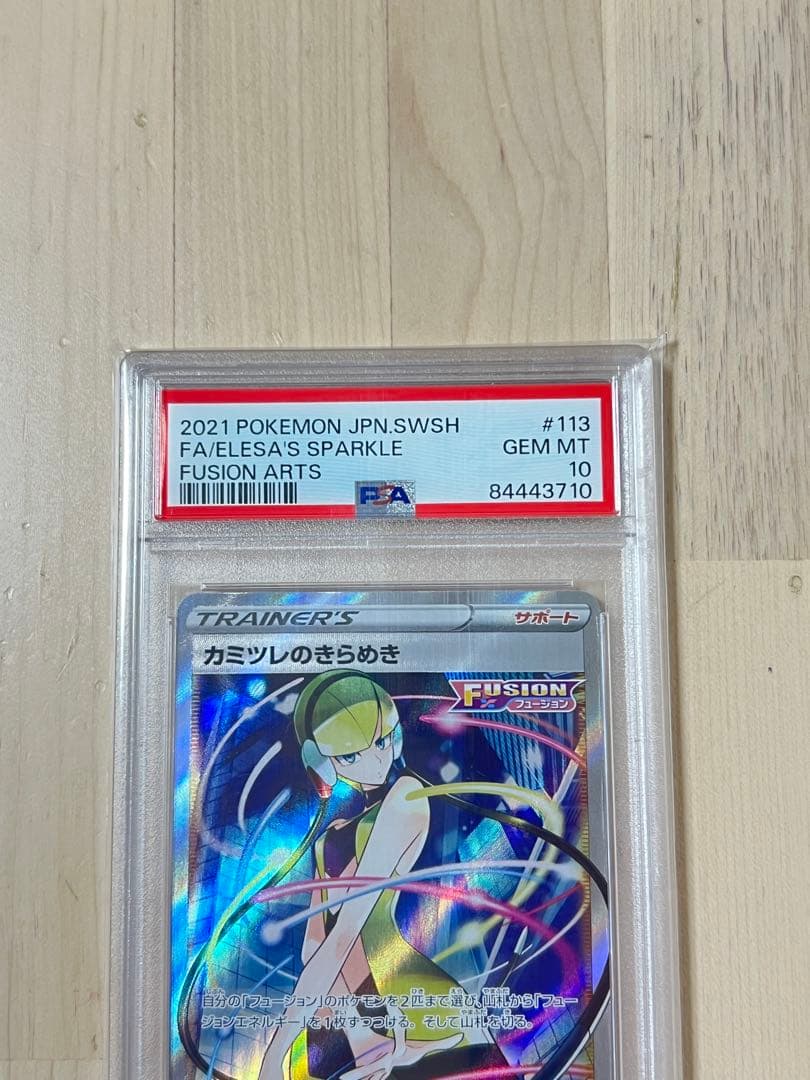 2021 POKEMON JPN.SWSH #113
FA/ELESA'S SPARKLE GEM MT
FUSION ARTS 10
PSA 84443710
TRAINER'S サポート
カミツレのきらめき
FUSION
フュージョン
自分の「フュージョン」のポケモンを2匹まで選び、山札から「フュー
ジョンエネルギー」を1枚ずつつける。そして山札を切る。